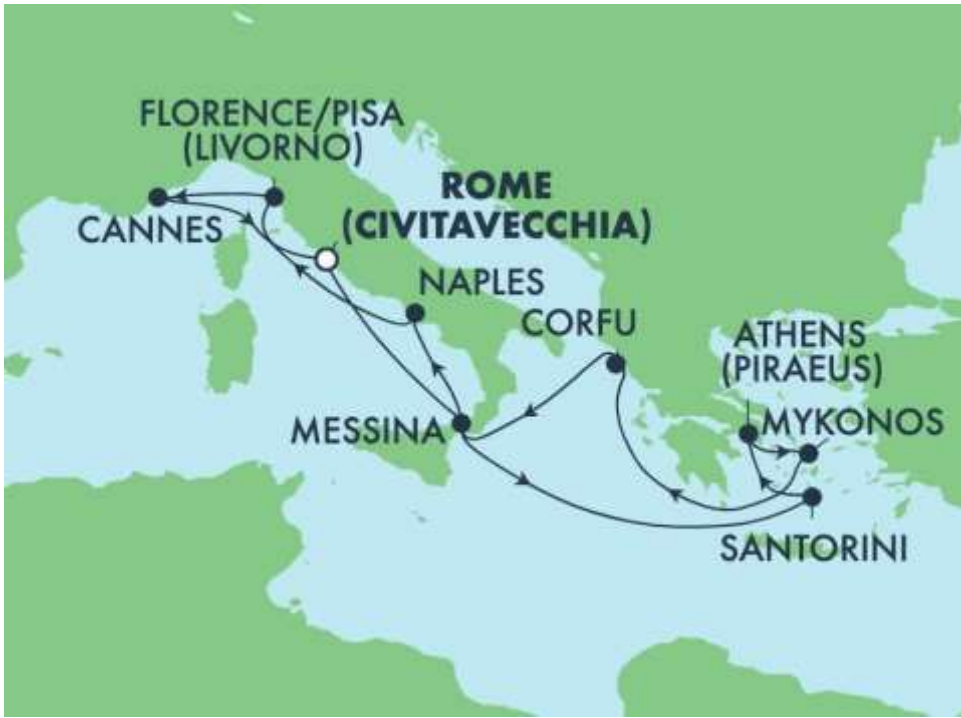 FLORENCE/PISA
(LIVORNO)
ROME
(CIVITAVECCHIA)
CANNES
NAPLES
CORFU
ATHENS
(PIRAEUS)
MYKONOS
MESSINA
SANTORINI